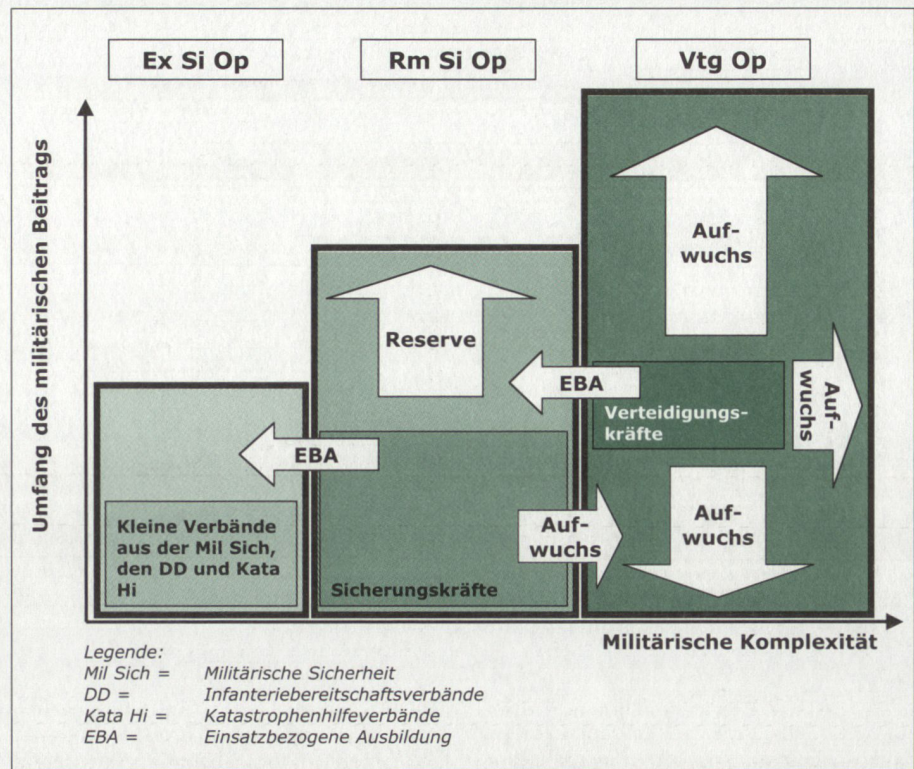 Ex Si Op
Rm Si Op
Vtg Op
Umfang des militärischen Beitrags
Auf-
wuchs
Reserve
EBA
Verteidigungs-
kräfte
Auf-
wuchs
EBA
Kleine Verbände
aus der Mil Sich,
den DD und Kata
Hi
Sicherungskräfte
Auf-
wuchs
Auf-
wuchs
Militärische Komplexität
Legende:
Mil Sich = Militärische Sicherheit
DD = Infanteriebereitschaftsverbände
Kata Hi = Katastrophenhilfeverbände
EBA = Einsatzbezogene Ausbildung